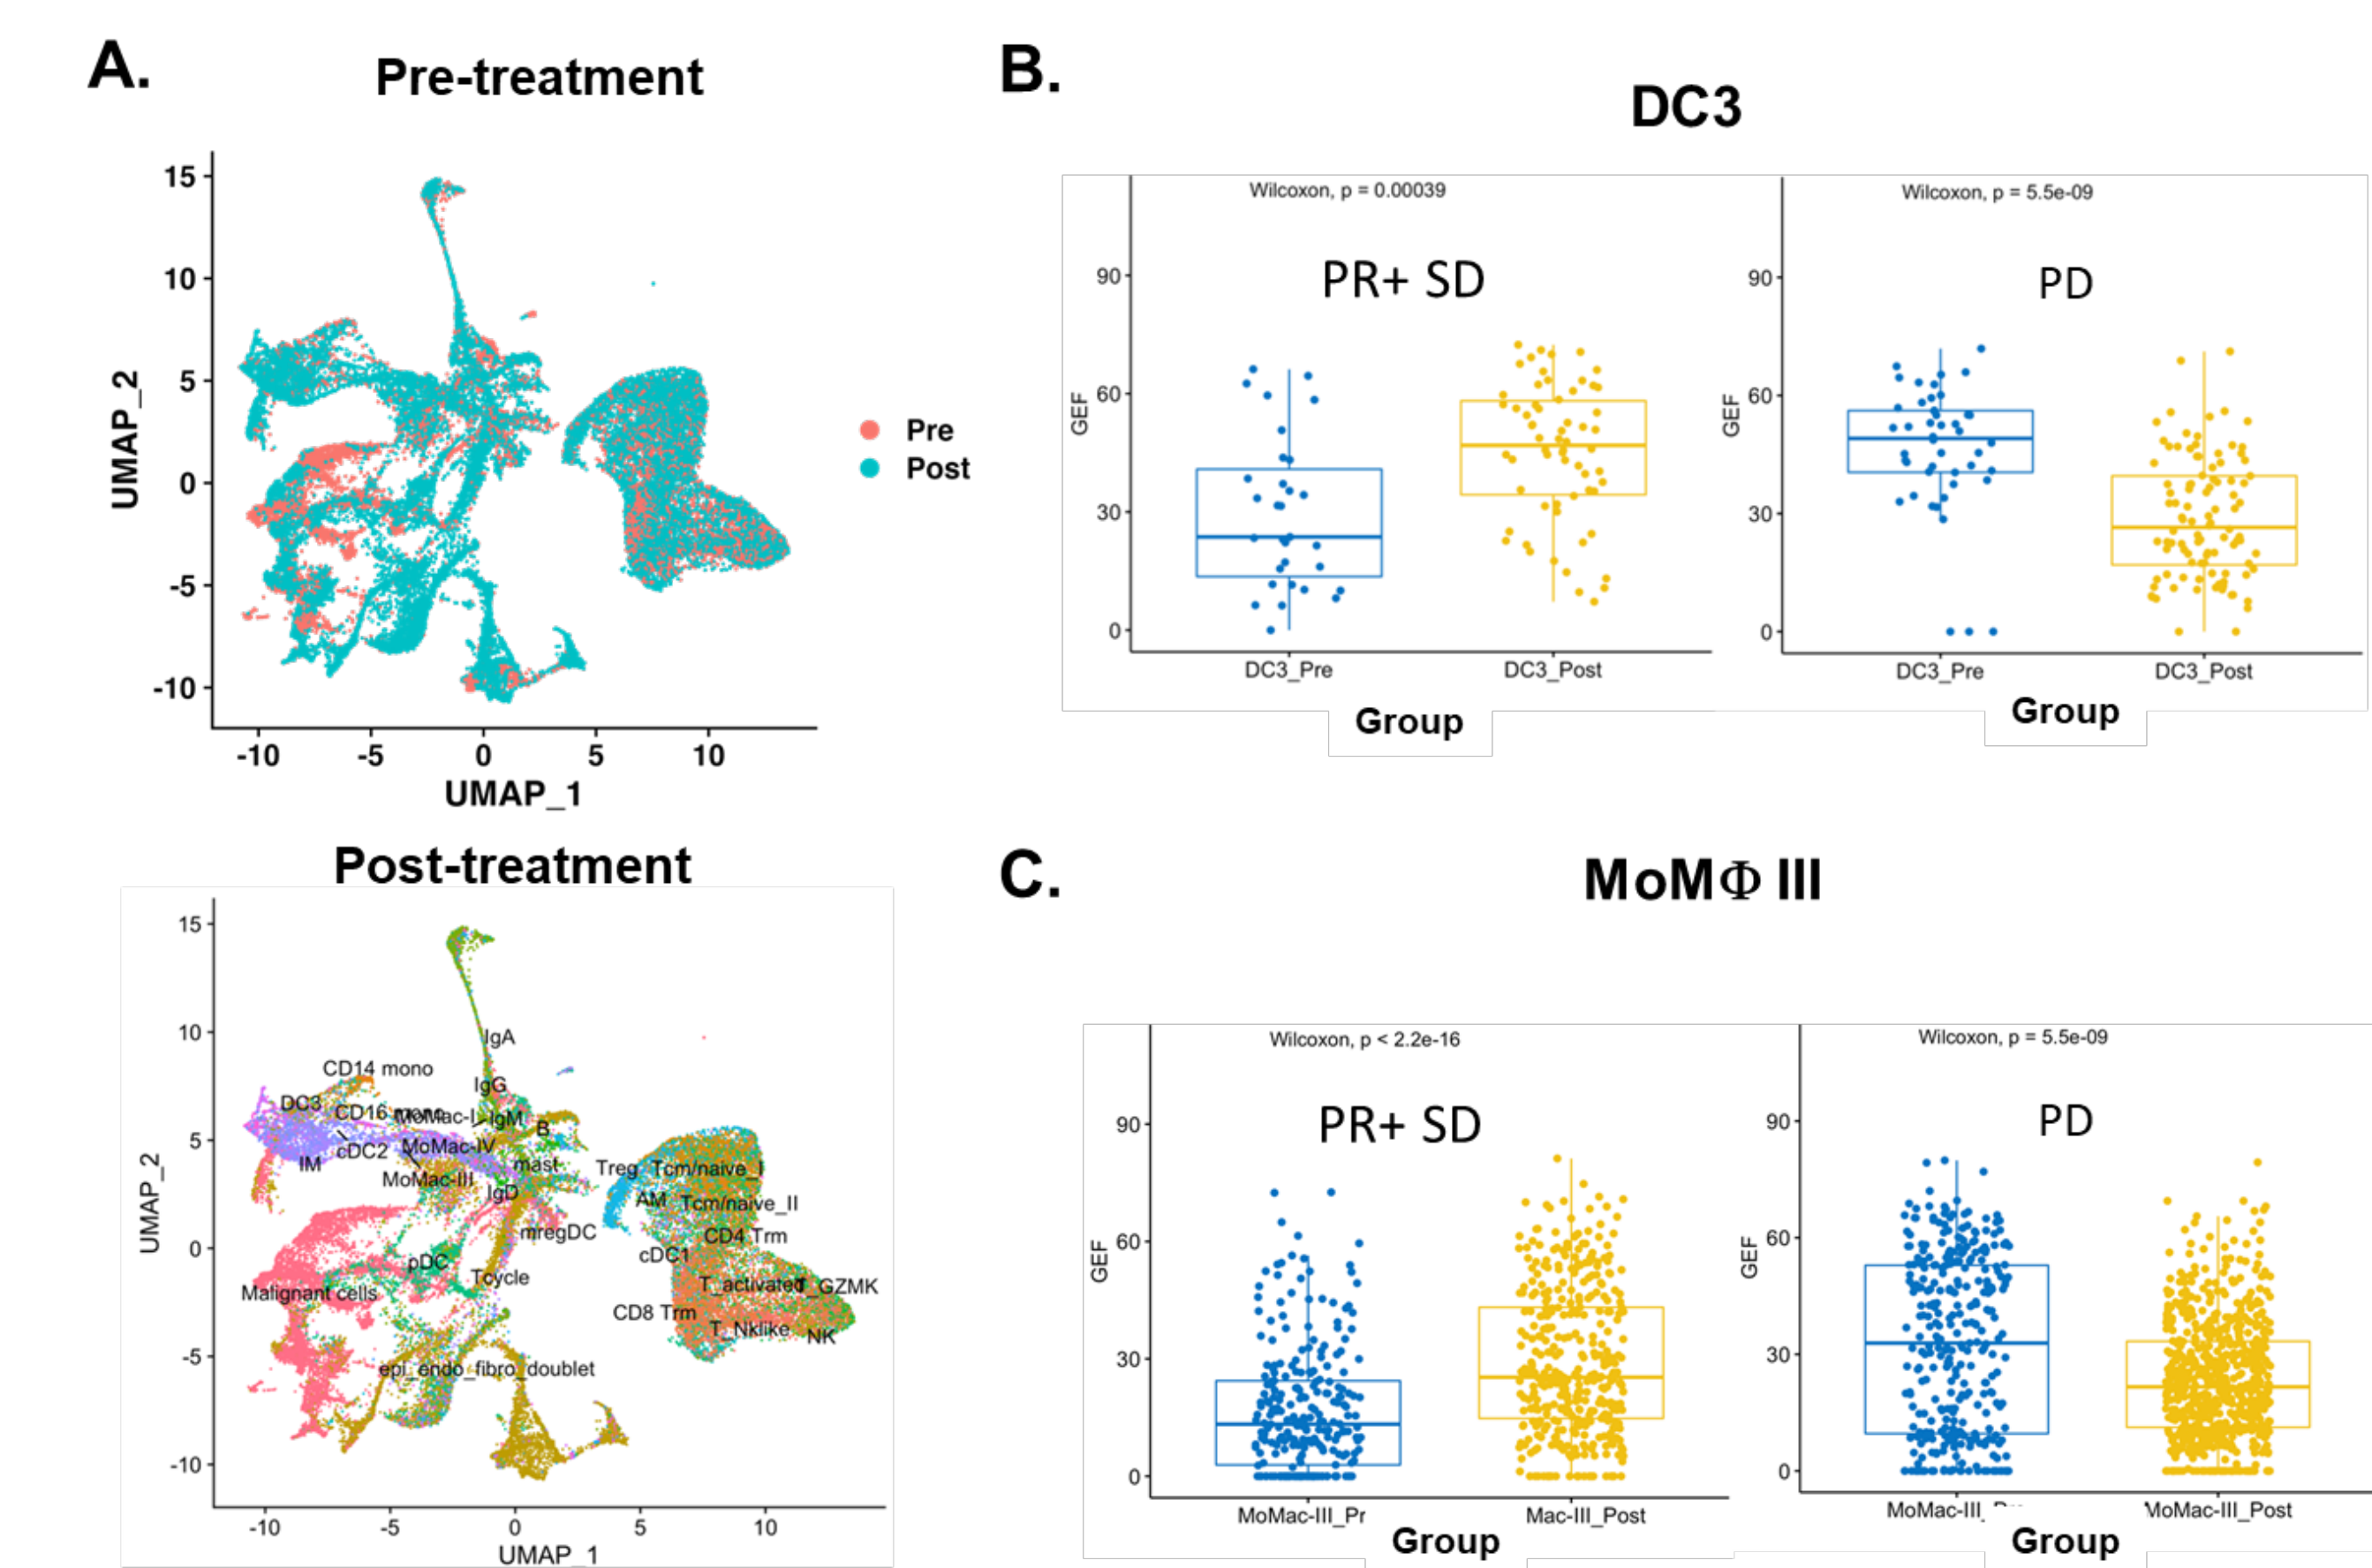 A.
Pre-treatment
15
10
5
0
-5
-10
UMAP_2
-10 -5 0 5 10
UMAP_1
Pre
Post
Post-treatment
15
10
5
0
-5
-10
UMAP_2
IgA
CD14 mono
IgG
DC3
CD16 mono
MoMac-I
IgM
B
cDC2
MoMac-IV
IM
mast
MoMac-III
IgD
Treg
Tcm/naive_I
AM
Tcm/naive_II
mregDC
CD4 Trm
cDC1
pDC
Tcycle
T_activated
T_GZMK
Malignant cells
CD8 Trm
T_Nklike
NK
epi_endo_fibro_doublet
-10 -5 0 5 10
UMAP_1
B.
DC3
Wilcoxon, p = 0.00039
PR+ SD
90
60
30
0
GEF
DC3_Pre DC3_Post
Group
Wilcoxon, p = 5.5e-09
PD
90
60
30
0
GEF
DC3_Pre DC3_Post
Group
C.
MoMΦ III
Wilcoxon, p < 2.2e-16
PR+ SD
90
60
30
0
GEF
MoMac-III_Pr Mac-III_Post
Group
Wilcoxon, p = 5.5e-09
PD
90
60
30
0
GEF
MoMac-III_ MoMac-III_Post
Group